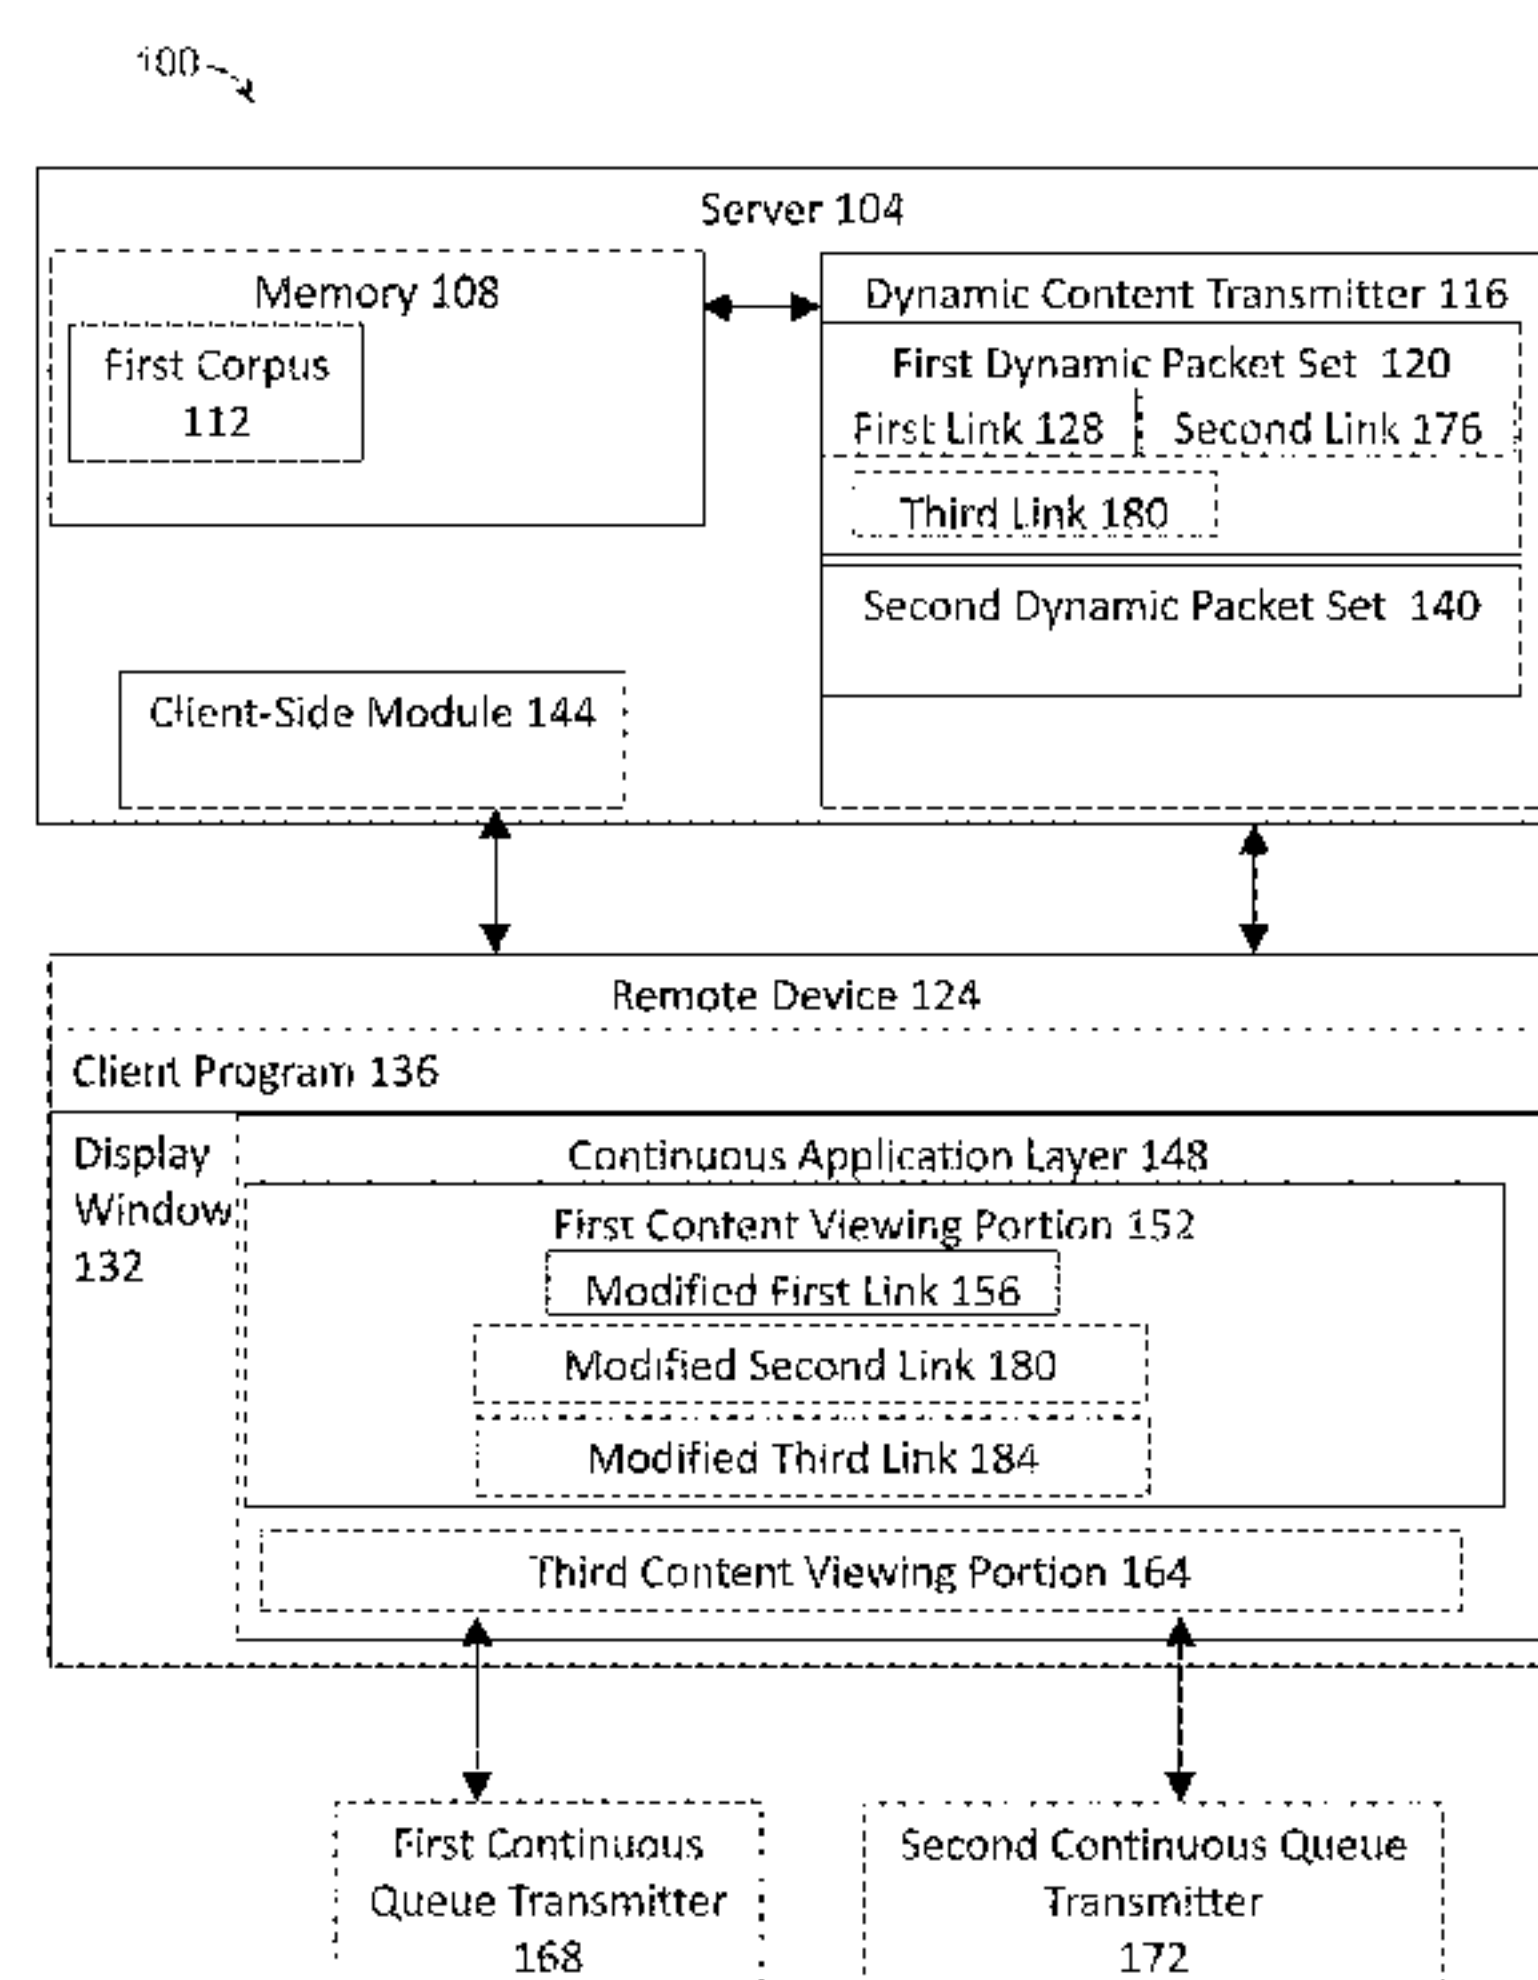 100
Server 104
Memory 108
First Corpus
112
Dynamic Content Transmitter 116
First Dynamic Packet Set 120
First Link 128
Second Link 176
Third Link 180
Second Dynamic Packet Set 140
Client-Side Module 144
Remote Device 124
Client Program 136
Display
Window
132
Continuous Application Layer 148
First Content Viewing Portion 152
Modified First Link 156
Modified Second Link 180
Modified Third Link 184
Third Content Viewing Portion 164
First Continuous
Queue Transmitter
168
Second Continuous Queue
Transmitter
172